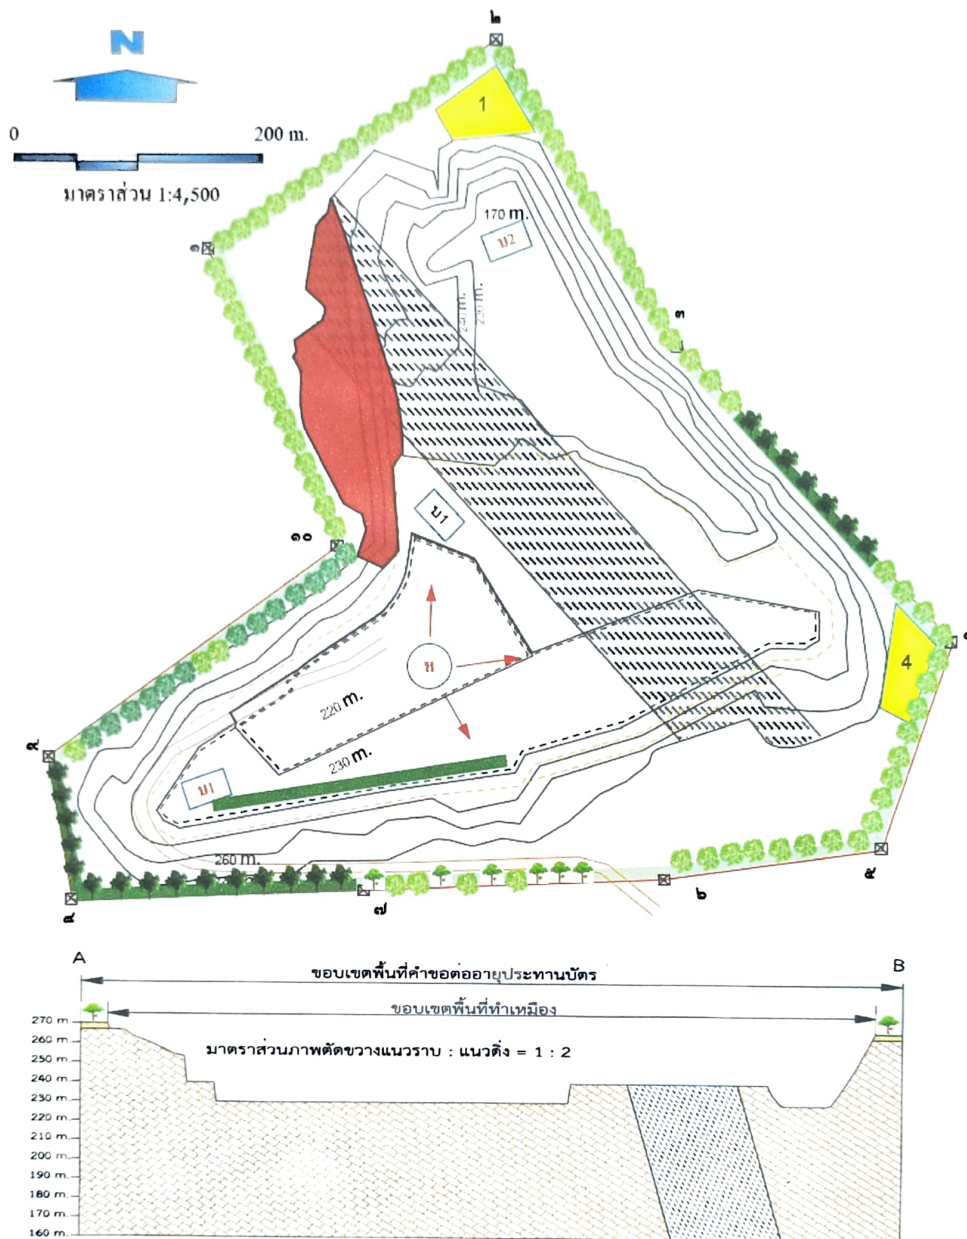 N
0 200 m.
มาตราส่วน 1:4,500
๒
1
170 m.
บ2
๑
240 m.
230 m.
๓
บ1
๑๐
ห
4
220 m.
230 m.
บ1
260 m.
๕
๖
๗
A B
ขอบเขตพื้นที่คำขอต่ออายุประทานบัตร
ขอบเขตพื้นที่ทำเหมือง
มาตราส่วนภาพตัดขวางแนวราบ : แนวดิ่ง = 1 : 2
270 m.
260 m.
250 m.
240 m.
230 m.
220 m.
210 m.
200 m.
190 m.
180 m.
170 m.
160 m.